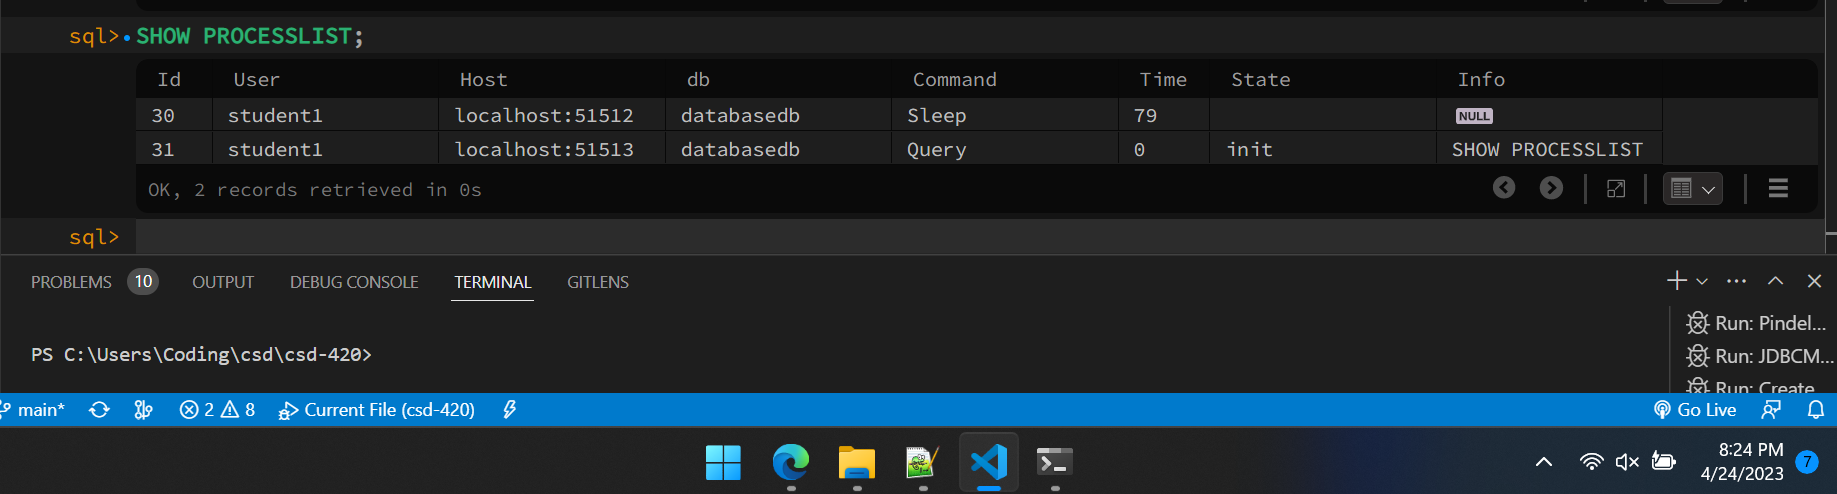 sql> SHOW PROCESSLIST;
Id User Host db Command Time State Info
30 student1 localhost:51512 databasedb Sleep 79 NULL
31 student1 localhost:51513 databasedb Query 0 init SHOW PROCESSLIST
OK, 2 records retrieved in 0s
sql>
PROBLEMS 10 OUTPUT DEBUG CONSOLE TERMINAL GITLENS
Run: Pindel...
PS C:\Users\Coding\csd\csd-420>
Run: JDBCM...
Run: Create
main* 2 8 Current File (csd-420) Go Live
8:24 PM
4/24/2023
7